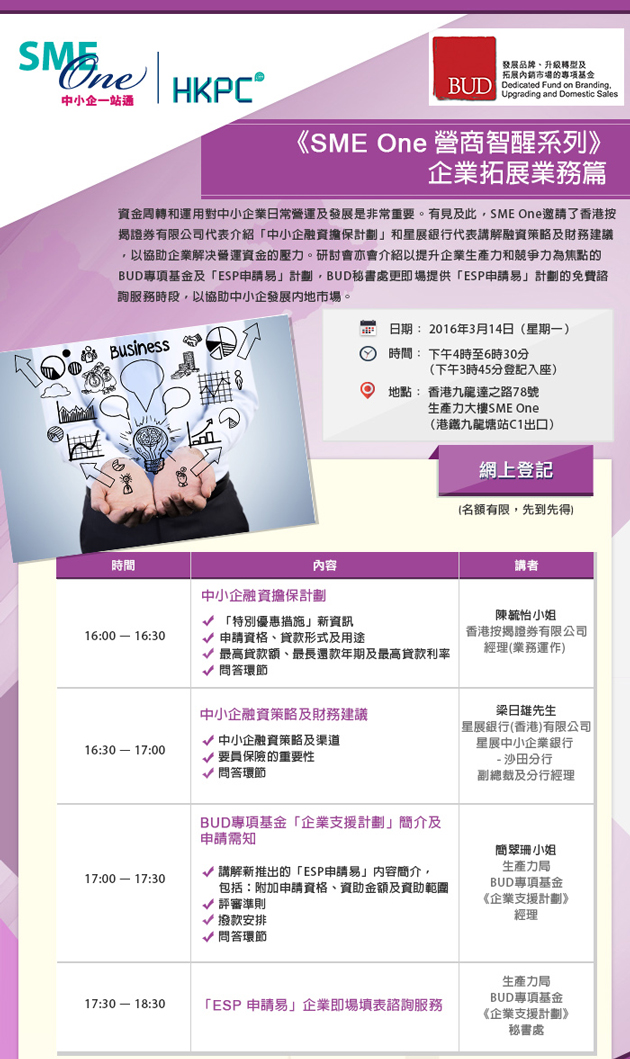 SME
One
中小企一站通
HKPC
BUD
發展品牌、升級轉型及
拓展內銷市場的專項基金
Dedicated Fund on Branding,
Upgrading and Domestic Sales
《SME One 營商智醒系列》
企業拓展業務篇
資金周轉和運用對中小企業日常營運及發展是非常重要。有見及此，SME One邀請了香港按
揭證券有限公司代表介紹「中小企融資擔保計劃」和星展銀行代表講解融資策略及財務建議
，以協助企業解決營運資金的壓力。研討會亦會介紹以提升企業生產力和競爭力為焦點的
BUD專項基金及「ESP申請易」計劃，BUD秘書處更即場提供「ESP申請易」計劃的免費諮
詢服務時段，以協助中小企發展內地市場。
Business
日期： 2016年3月14日（星期一）
時間： 下午4時至6時30分
（下午3時45分登記入座）
地點： 香港九龍達之路78號
生產力大樓SME One
（港鐵九龍塘站C1出口）
網上登記
(名額有限，先到先得)
時間 內容 講者
16:00 — 16:30
中小企融資擔保計劃
「特別優惠措施」新資訊
申請資格、貸款形式及用途
最高貸款額、最長還款年期及最高貸款利率
問答環節
陳毓怡小姐
香港按揭證券有限公司
經理(業務運作)
16:30 — 17:00
中小企融資策略及財務建議
中小企融資策略及渠道
要員保險的重要性
問答環節
梁日雄先生
星展銀行(香港)有限公司
星展中小企業銀行
- 沙田分行
副總裁及分行經理
17:00 — 17:30
BUD專項基金「企業支援計劃」簡介及
申請需知
講解新推出的「ESP申請易」內容簡介，
包括：附加申請資格、資助金額及資助範圍
評審準則
撥款安排
問答環節
簡翠珊小姐
生產力局
BUD專項基金
《企業支援計劃》
經理
17:30 — 18:30
「ESP 申請易」企業即場填表諮詢服務
生產力局
BUD專項基金
《企業支援計劃》
秘書處